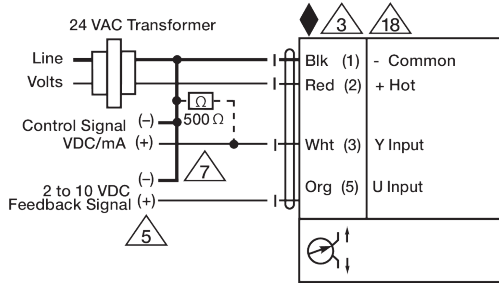 24 VAC Transformer
3
18
Line
Blk (1) - Common
Volts
Red (2) + Hot
Ω
500 Ω
Control Signal (–)
VDC/mA (+)
Wht (3) Y Input
7
(–)
2 to 10 VDC
Feedback Signal (+)
Org (5) U Input
5